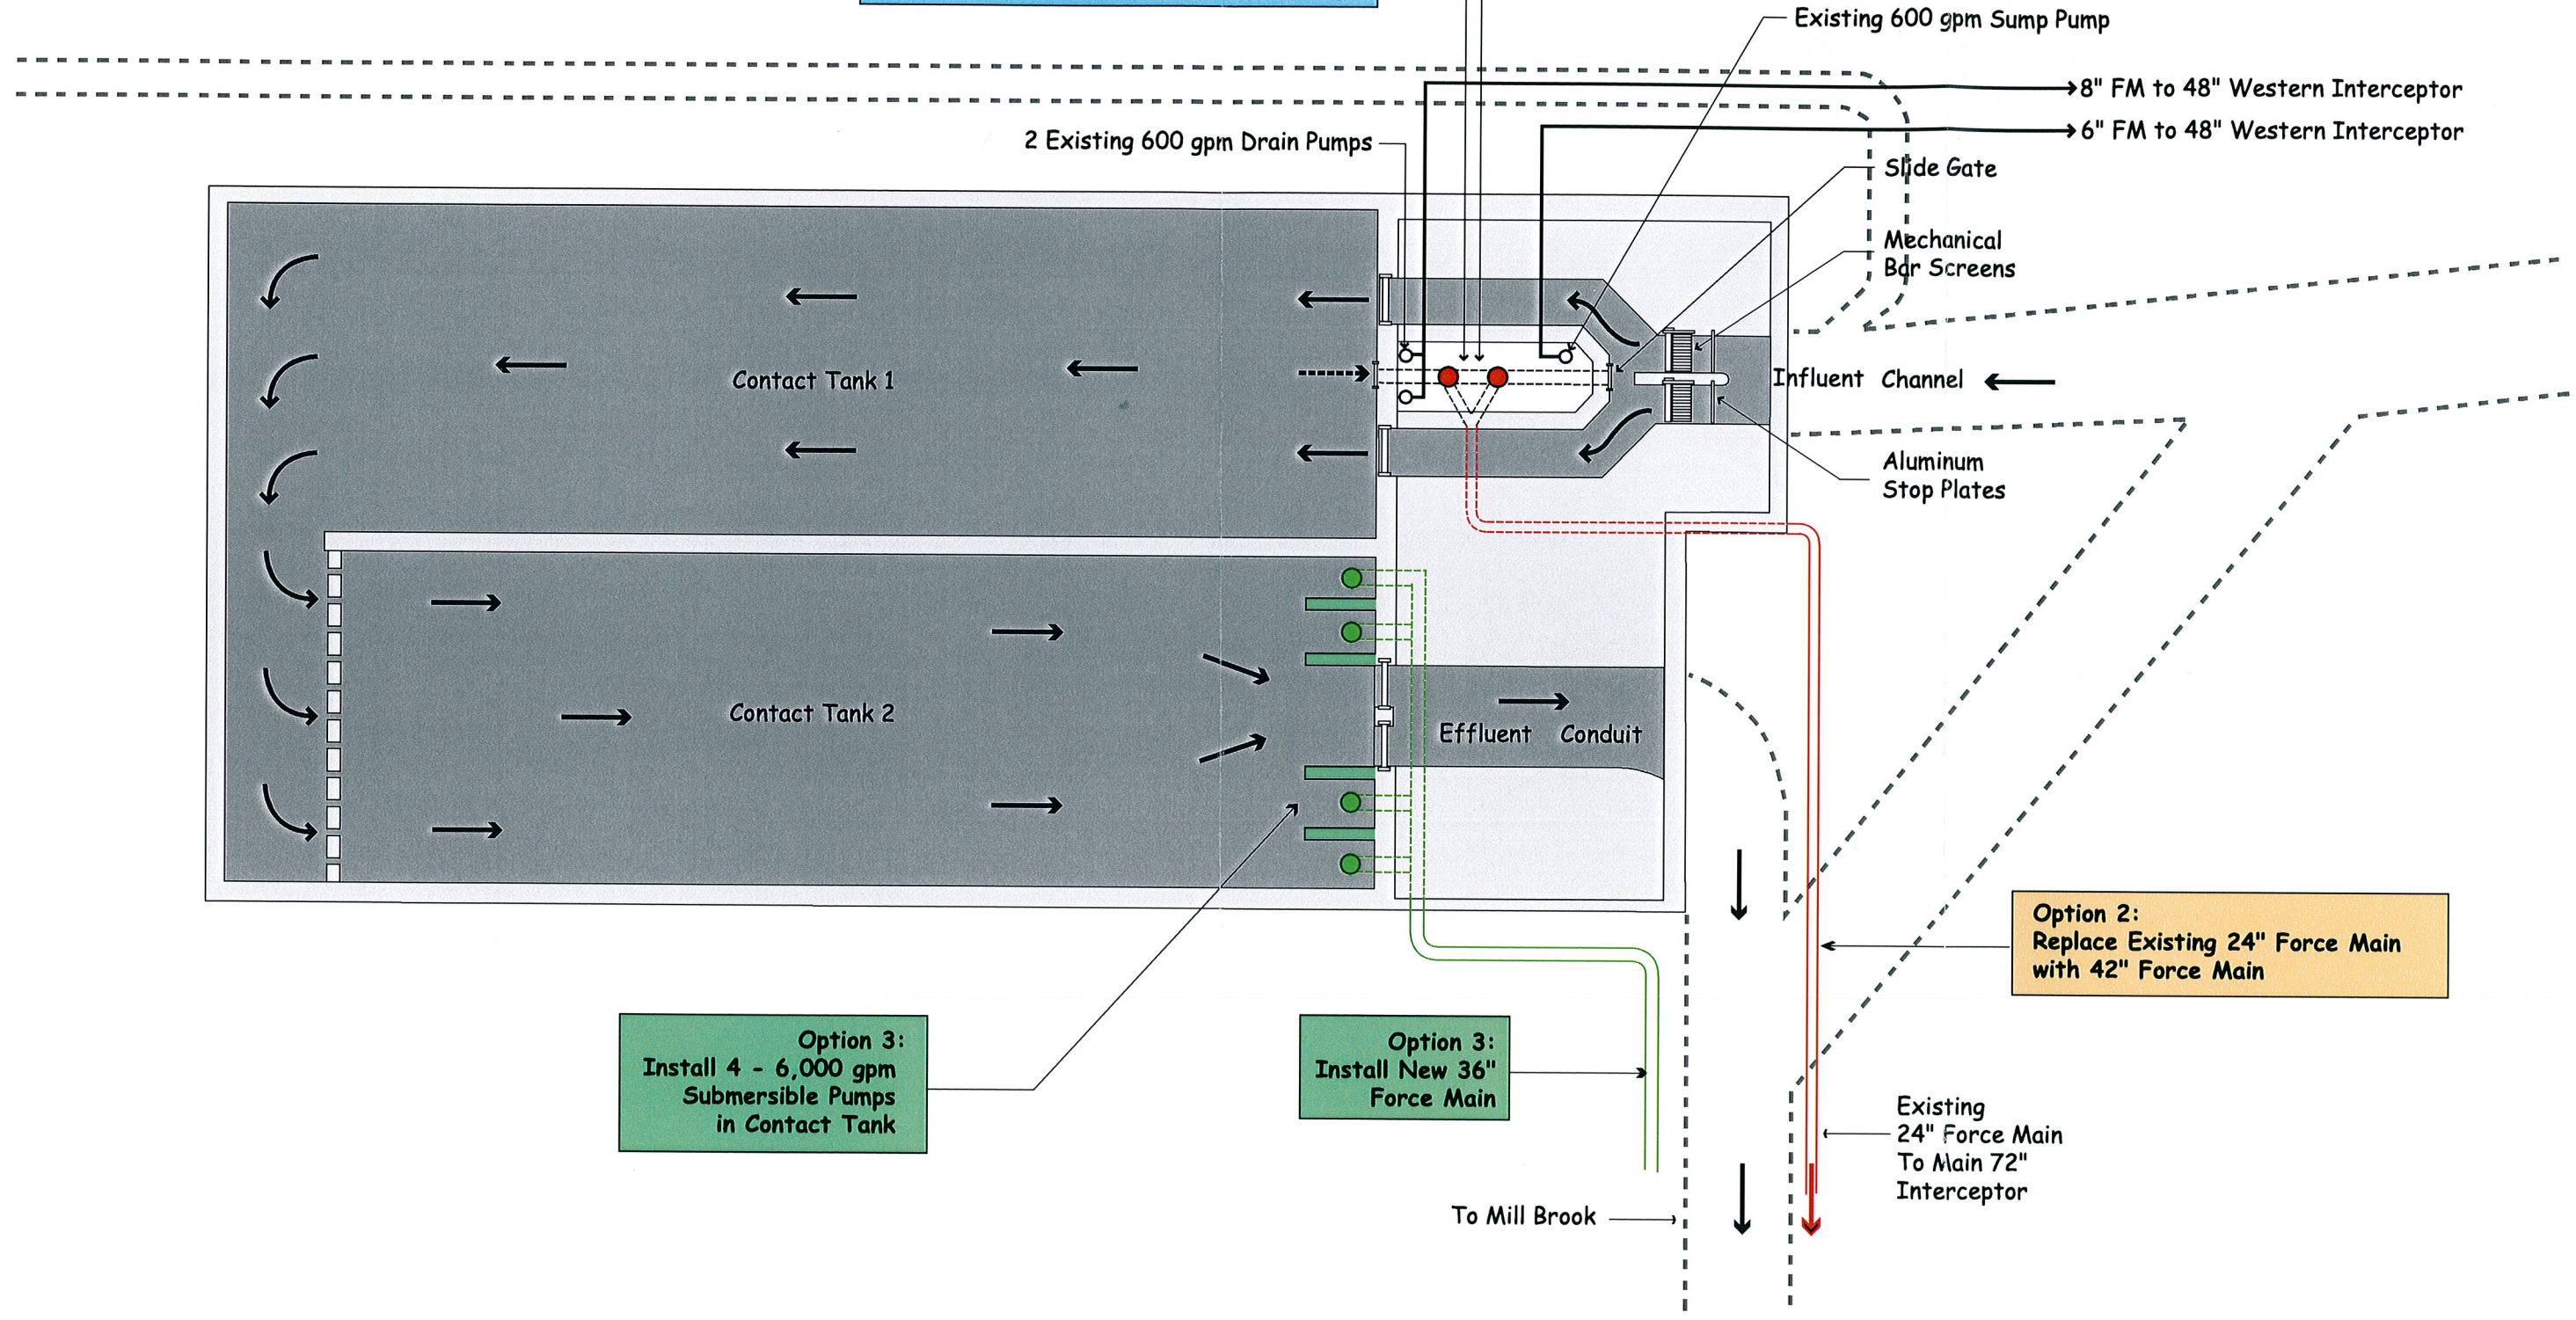 Existing 600 gpm Sump Pump
8" FM to 48" Western Interceptor
6" FM to 48" Western Interceptor
2 Existing 600 gpm Drain Pumps
Slide Gate
Mechanical
Bar Screens
Contact Tank 1
Influent Channel
Aluminum
Stop Plates
Contact Tank 2
Effluent Conduit
Option 2:
Replace Existing 24" Force Main
with 42" Force Main
Option 3:
Install 4 - 6,000 gpm
Submersible Pumps
in Contact Tank
Option 3:
Install New 36"
Force Main
Existing
24" Force Main
To Main 72"
Interceptor
To Mill Brook